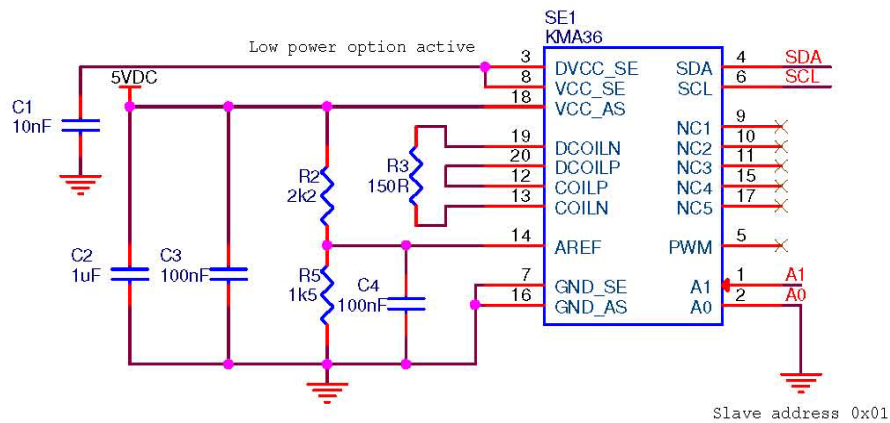 SE1
KMA36
Low power option active
5VDC
C1
10nF
3 DVCC_SE
8 VCC_SE
18 VCC_AS
SDA 4 SDA
SCL 6 SCL
NC1 9
NC2 10
NC3 11
NC4 15
NC5 17
19 DCOILN
20 DCOILP
12 COILP
13 COILN
R3
150R
R2
2k2
14 AREF
PWM 5
C2
1uF
C3
100nF
R5
1k5
C4
100nF
7 GND_SE
16 GND_AS
A1 1 A1
A0 2 A0
Slave address 0x01